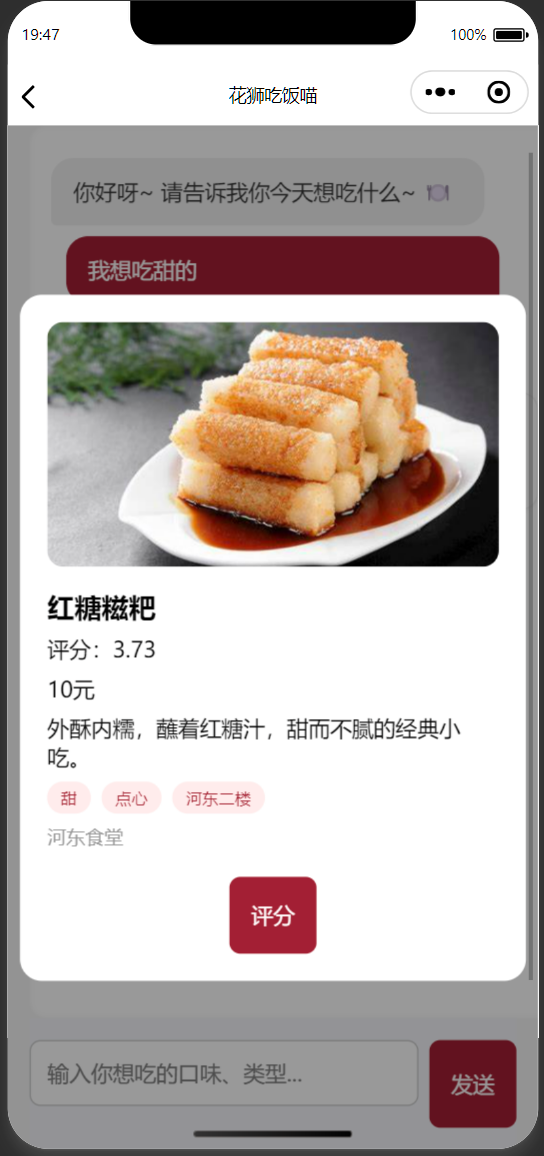 19:47
100%
花狮吃饭喵
你好呀~ 请告诉我你今天想吃什么~ 🍽️
我想吃甜的
红糖糍粑
评分：3.73
10元
外酥内糯，蘸着红糖汁，甜而不腻的经典小
吃。
甜 点心 河东二楼
河东食堂
评分
输入你想吃的口味、类型...
发送